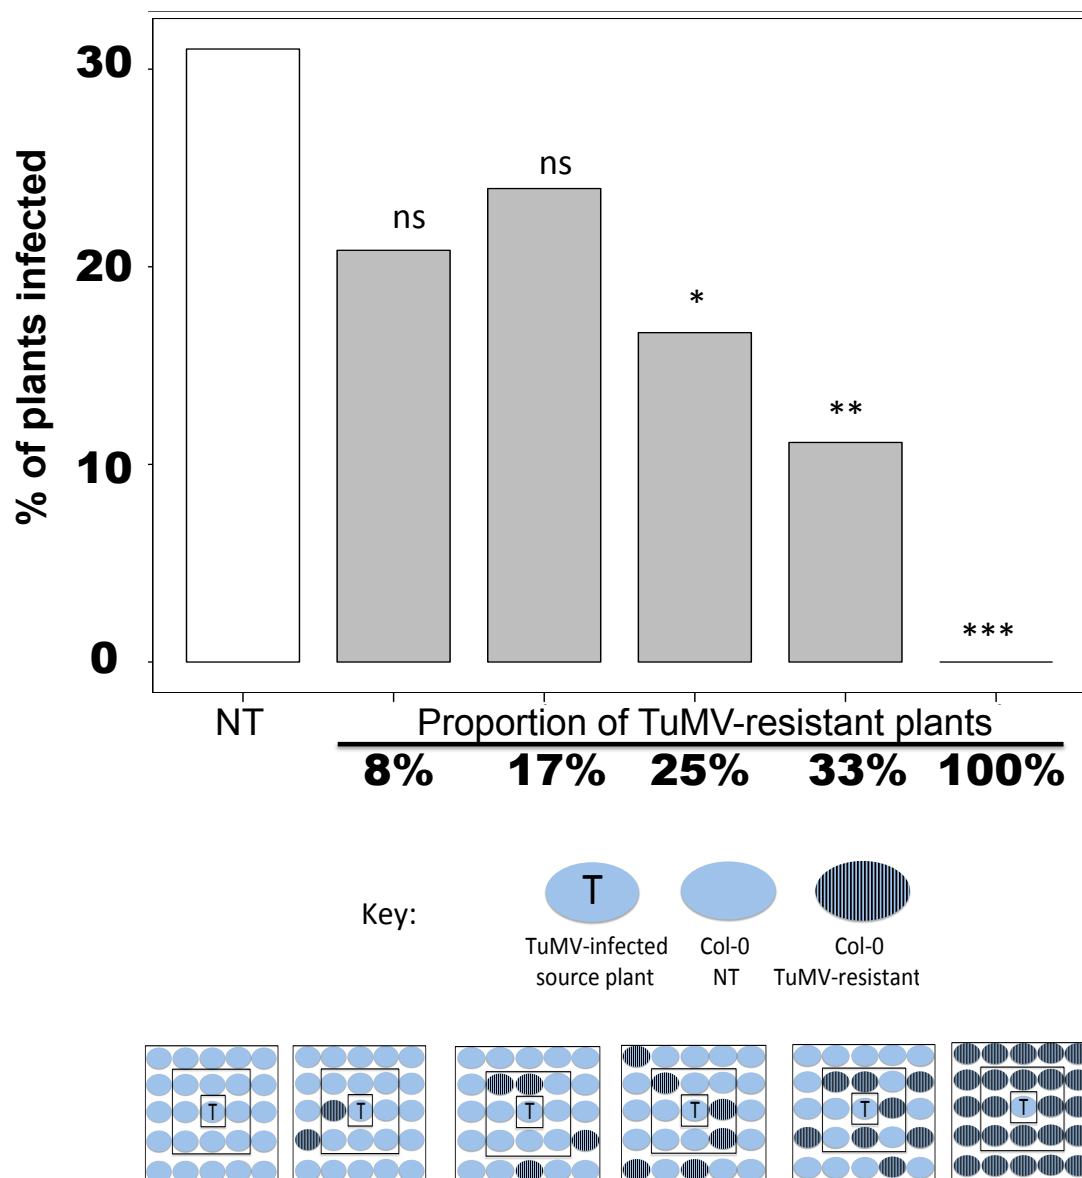 % of plants infected
30
20
10
0
ns
ns
*
**
***
NT
Proportion of TuMV-resistant plants
8% 17% 25% 33% 100%
Key:
T
TuMV-infected
source plant
Col-0
NT
Col-0
TuMV-resistant
T T T T T T